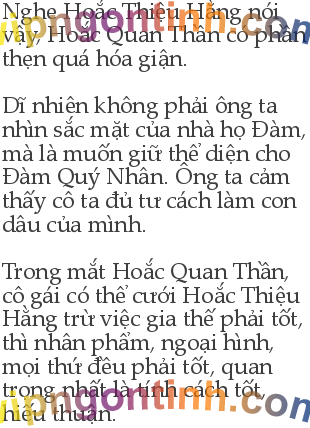 Nghe Hoắc Thiệu Hằng nói
vậy, Hoắc Quan Thần có phần
thẹn quá hóa giận.
Dĩ nhiên không phải ông ta
nhìn sắc mặt của nhà họ Đàm,
mà là muốn giữ thể diện cho
Đàm Quý Nhân. Ông ta cảm
thấy cô ta đủ tư cách làm con
dâu của mình.
Trong mắt Hoắc Quan Thần,
cô gái có thể cưới Hoắc Thiệu
Hằng trừ việc gia thế phải tốt,
thì nhân phẩm, ngoại hình,
mọi thứ đều phải tốt, quan
trọng nhất là tính cách tốt,
hiếu thuận.